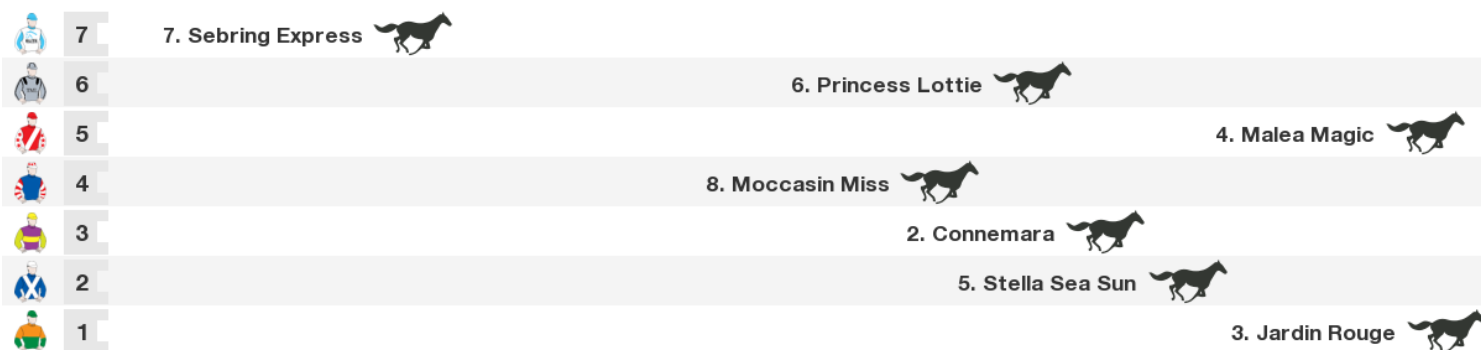 7 7. Sebring Express
6 6. Princess Lottie
5 4. Malea Magic
4 8. Moccasin Miss
3 2. Connemara
2 5. Stella Sea Sun
1 3. Jardin Rouge